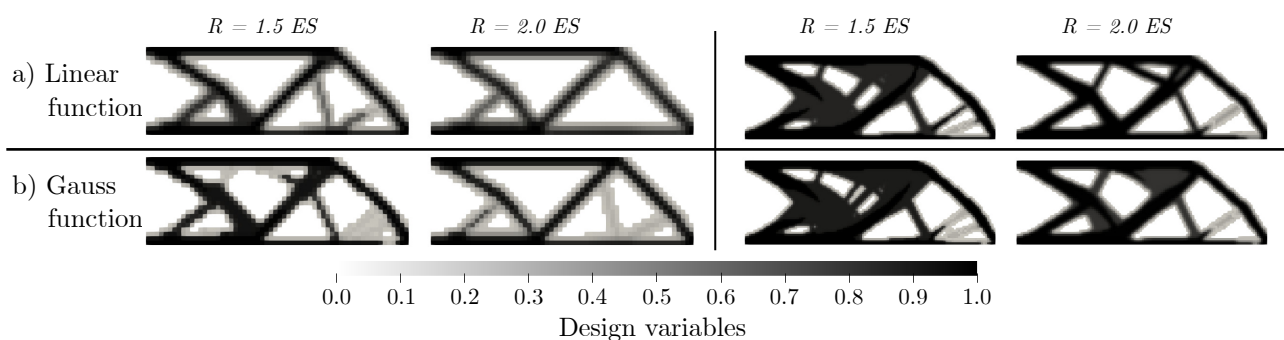 R = 1.5 ES
R = 2.0 ES
R = 1.5 ES
R = 2.0 ES
a) Linear
function
b) Gauss
function
0.0 0.1 0.2 0.3 0.4 0.5 0.6 0.7 0.8 0.9 1.0
Design variables